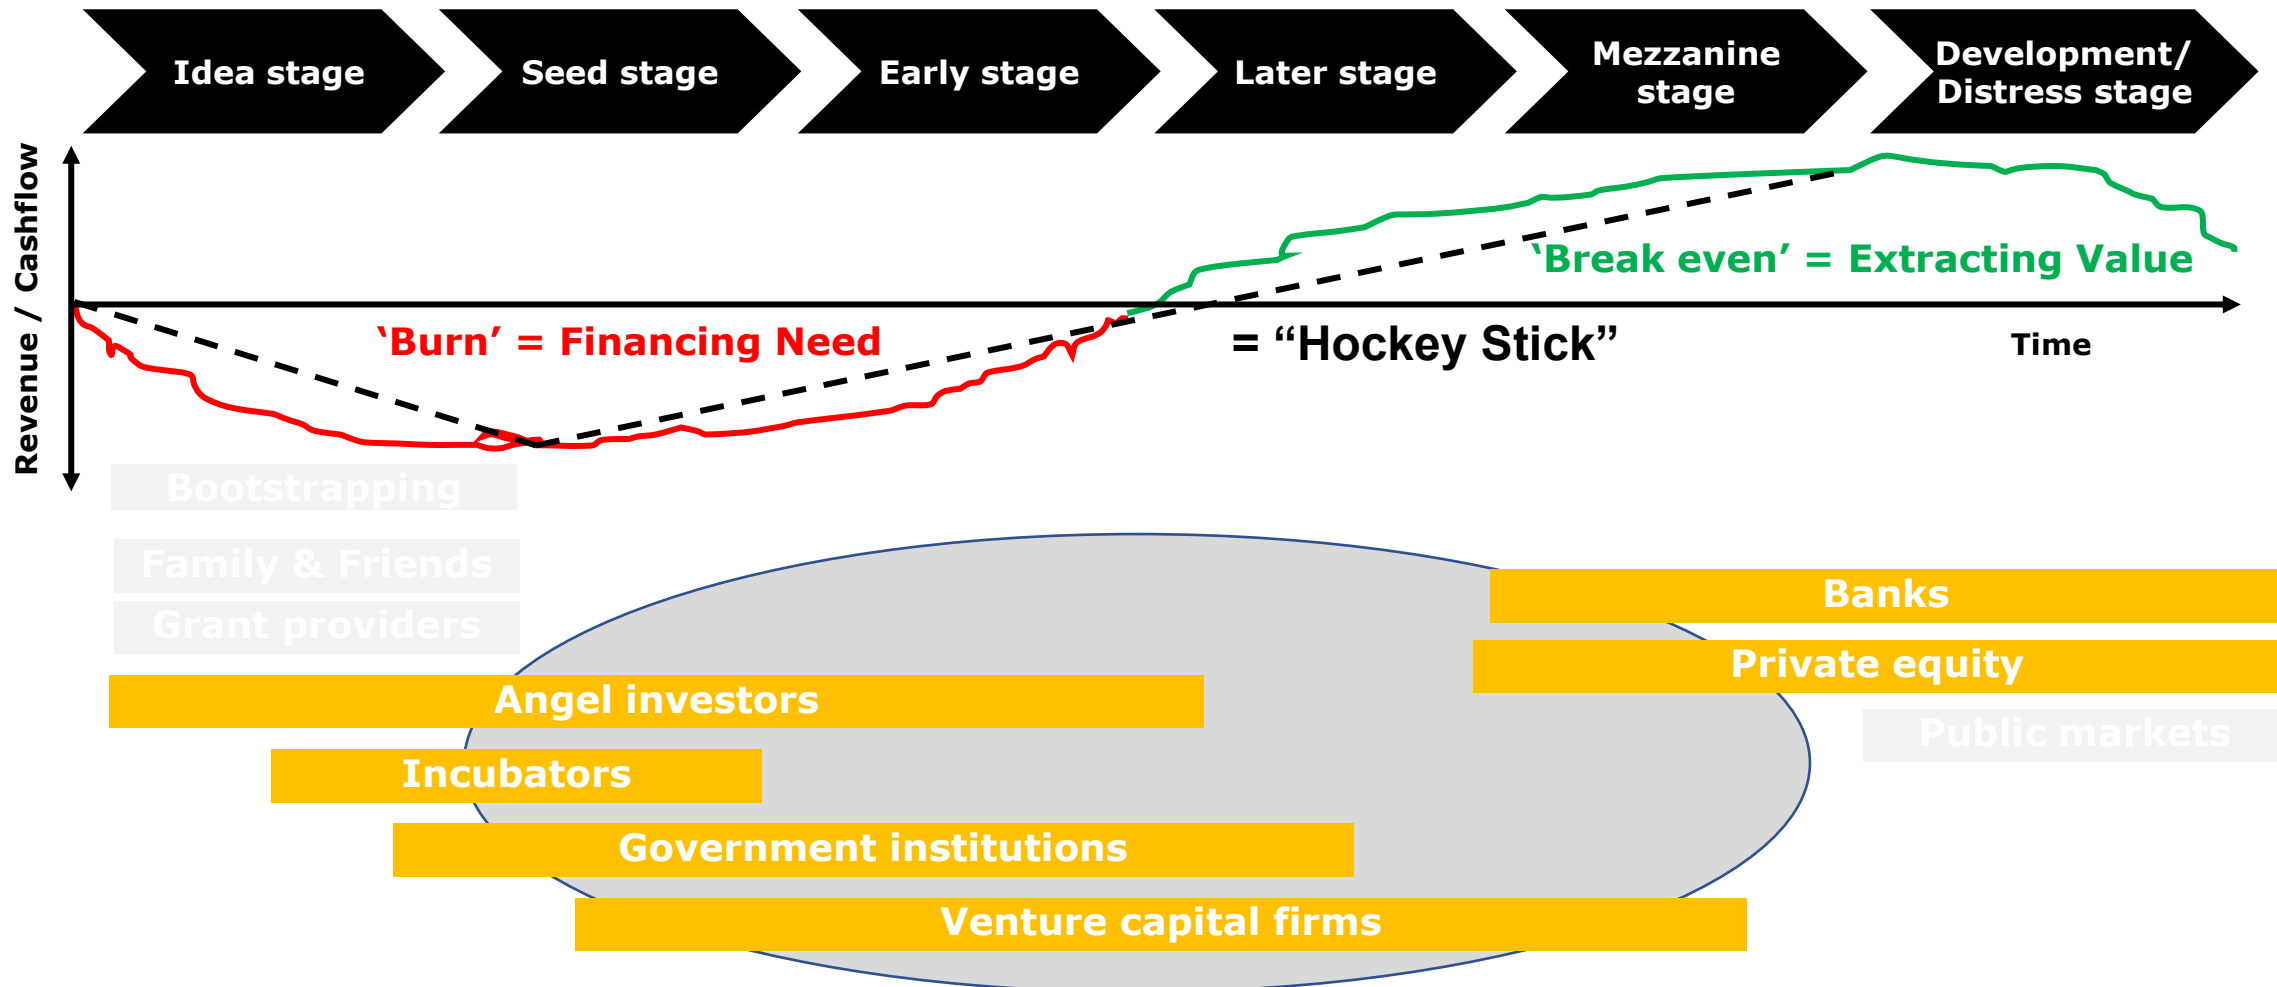 Idea stage
Seed stage
Early stage
Later stage
Mezzanine
stage
Development/
Distress stage
Revenue / Cashflow
‘Break even’ = Extracting Value
‘Burn’ = Financing Need
= “Hockey Stick”
Time
Bootstrapping
Family & Friends
Grant providers
Banks
Private equity
Angel investors
Public markets
Incubators
Government institutions
Venture capital firms